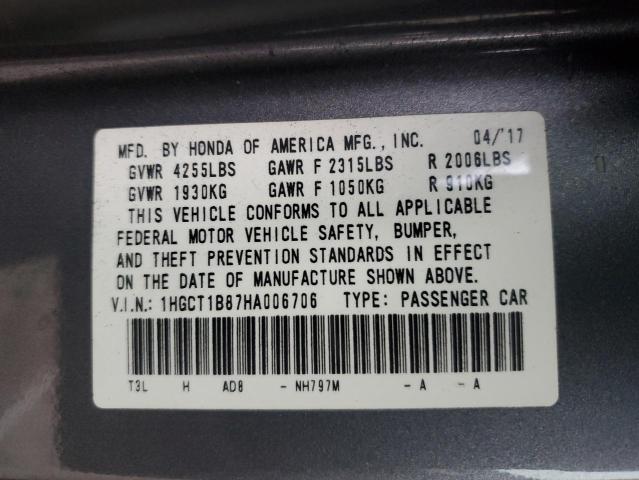 MFD. BY HONDA OF AMERICA MFG., INC. 04/'17
GVWR 4255LBS GAWR F 2315LBS R 2006LBS
GVWR 1930KG GAWR F 1050KG R 910KG
THIS VEHICLE CONFORMS TO ALL APPLICABLE
FEDERAL MOTOR VEHICLE SAFETY, BUMPER,
AND THEFT PREVENTION STANDARDS IN EFFECT
ON THE DATE OF MANUFACTURE SHOWN ABOVE.
V.I.N.: 1HGCT1B87HA006706 TYPE: PASSENGER CAR
T3L H AD8 - NH797M - A - A